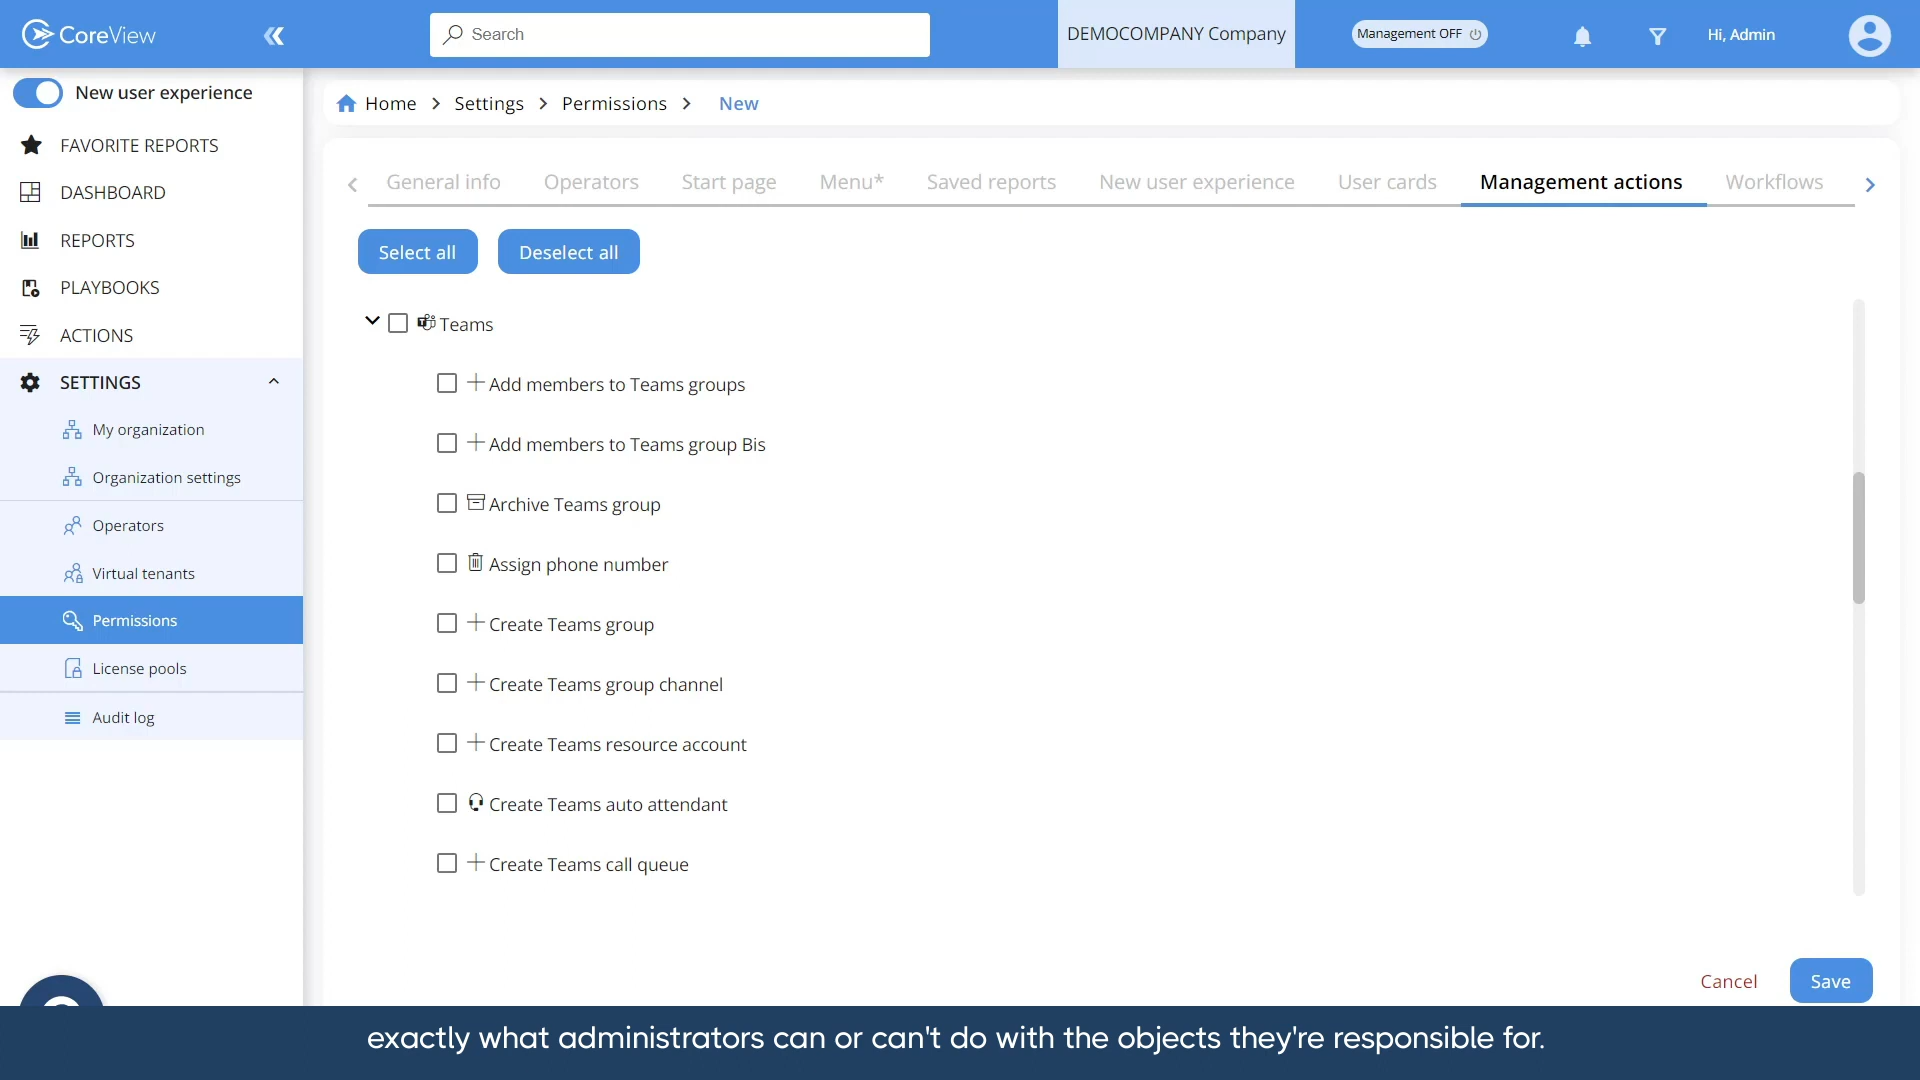 CoreView
Search
DEMOCOMPANY Company
Management OFF
Hi, Admin
New user experience
FAVORITE REPORTS
DASHBOARD
REPORTS
PLAYBOOKS
ACTIONS
SETTINGS
My organization
Organization settings
Operators
Virtual tenants
Permissions
License pools
Audit log
Home > Settings > Permissions > New
General info Operators Start page Menu* Saved reports New user experience User cards Management actions Workflows
Select all Deselect all
Teams
Add members to Teams groups
Add members to Teams group Bis
Archive Teams group
Assign phone number
Create Teams group
Create Teams group channel
Create Teams resource account
Create Teams auto attendant
Create Teams call queue
Cancel Save
exactly what administrators can or can't do with the objects they're responsible for.